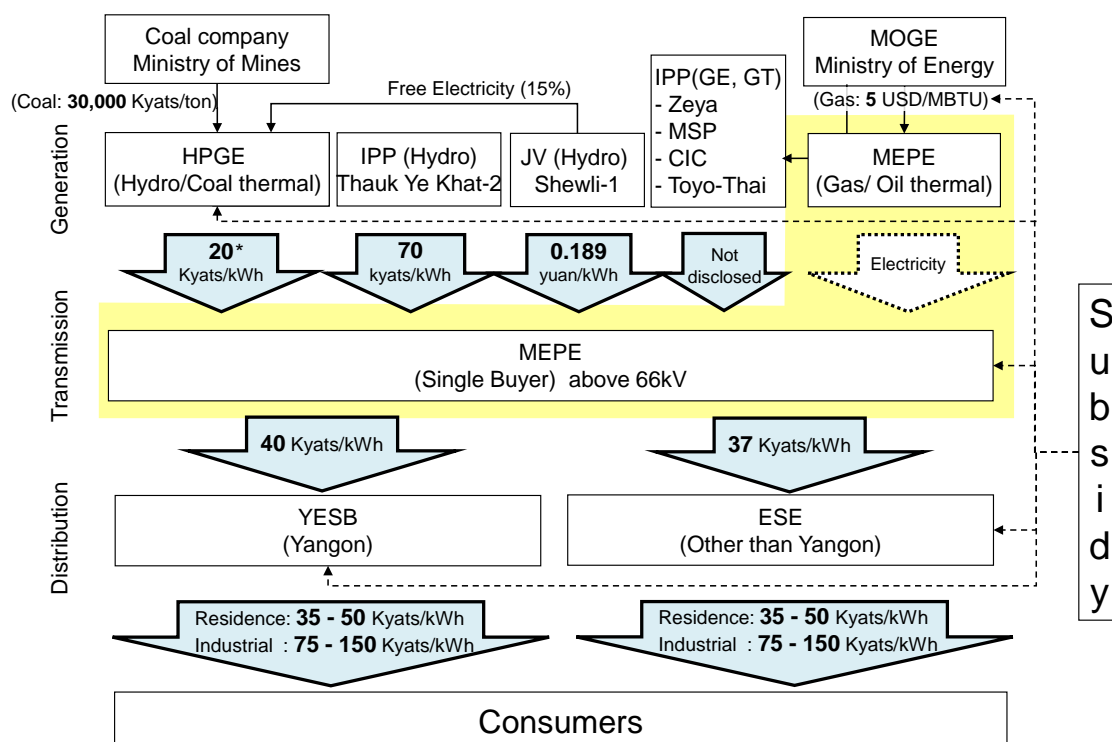 Coal company
Ministry of Mines
MOGE
Ministry of Energy
(Coal: 30,000 Kyats/ton)
Free Electricity (15%)
(Gas: 5 USD/MBTU)
IPP(GE, GT)
- Zeya
- MSP
- CIC
- Toyo-Thai
Generation
HPGE
(Hydro/Coal thermal)
IPP (Hydro)
Thauk Ye Khat-2
JV (Hydro)
Shewli-1
MEPE
(Gas/ Oil thermal)
20*
Kyats/kWh
70
kyats/kWh
0.189
yuan/kWh
Not
disclosed
Electricity
Transmission
MEPE
(Single Buyer) above 66kV
40 Kyats/kWh
37 Kyats/kWh
Distribution
YESB
(Yangon)
ESE
(Other than Yangon)
Residence: 35 - 50 Kyats/kWh
Industrial : 75 - 150 Kyats/kWh
Residence: 35 - 50 Kyats/kWh
Industrial : 75 - 150 Kyats/kWh
Consumers
Subsidy